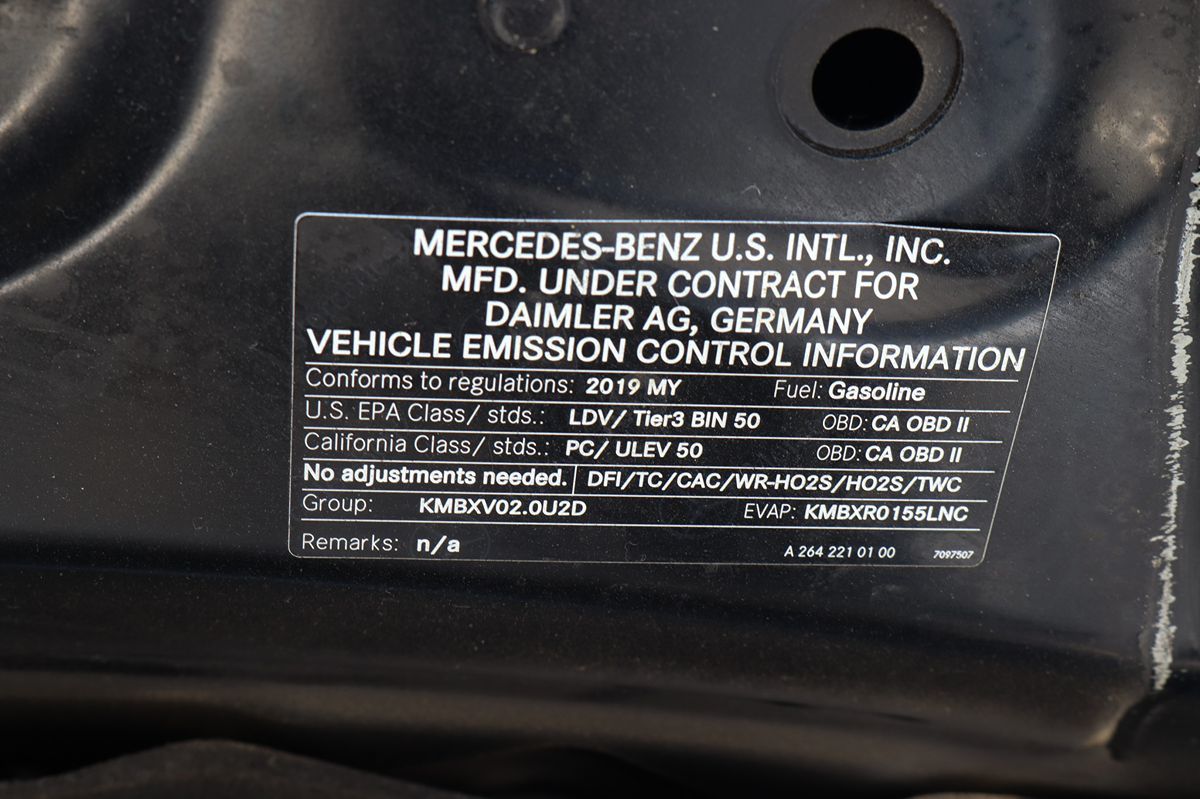 MERCEDES-BENZ U.S. INTL., INC.
MFD. UNDER CONTRACT FOR
DAIMLER AG, GERMANY
VEHICLE EMISSION CONTROL INFORMATION
Conforms to regulations: 2019 MY Fuel: Gasoline
U.S. EPA Class/ stds.: LDV/ Tier3 BIN 50 OBD: CA OBD II
California Class/ stds.: PC/ ULEV 50 OBD: CA OBD II
No adjustments needed. DFI/TC/CAC/WR-HO2S/HO2S/TWC
Group: KMBXV02.0U2D EVAP: KMBXR0155LNC
Remarks: n/a A 264 221 01 00 7097507